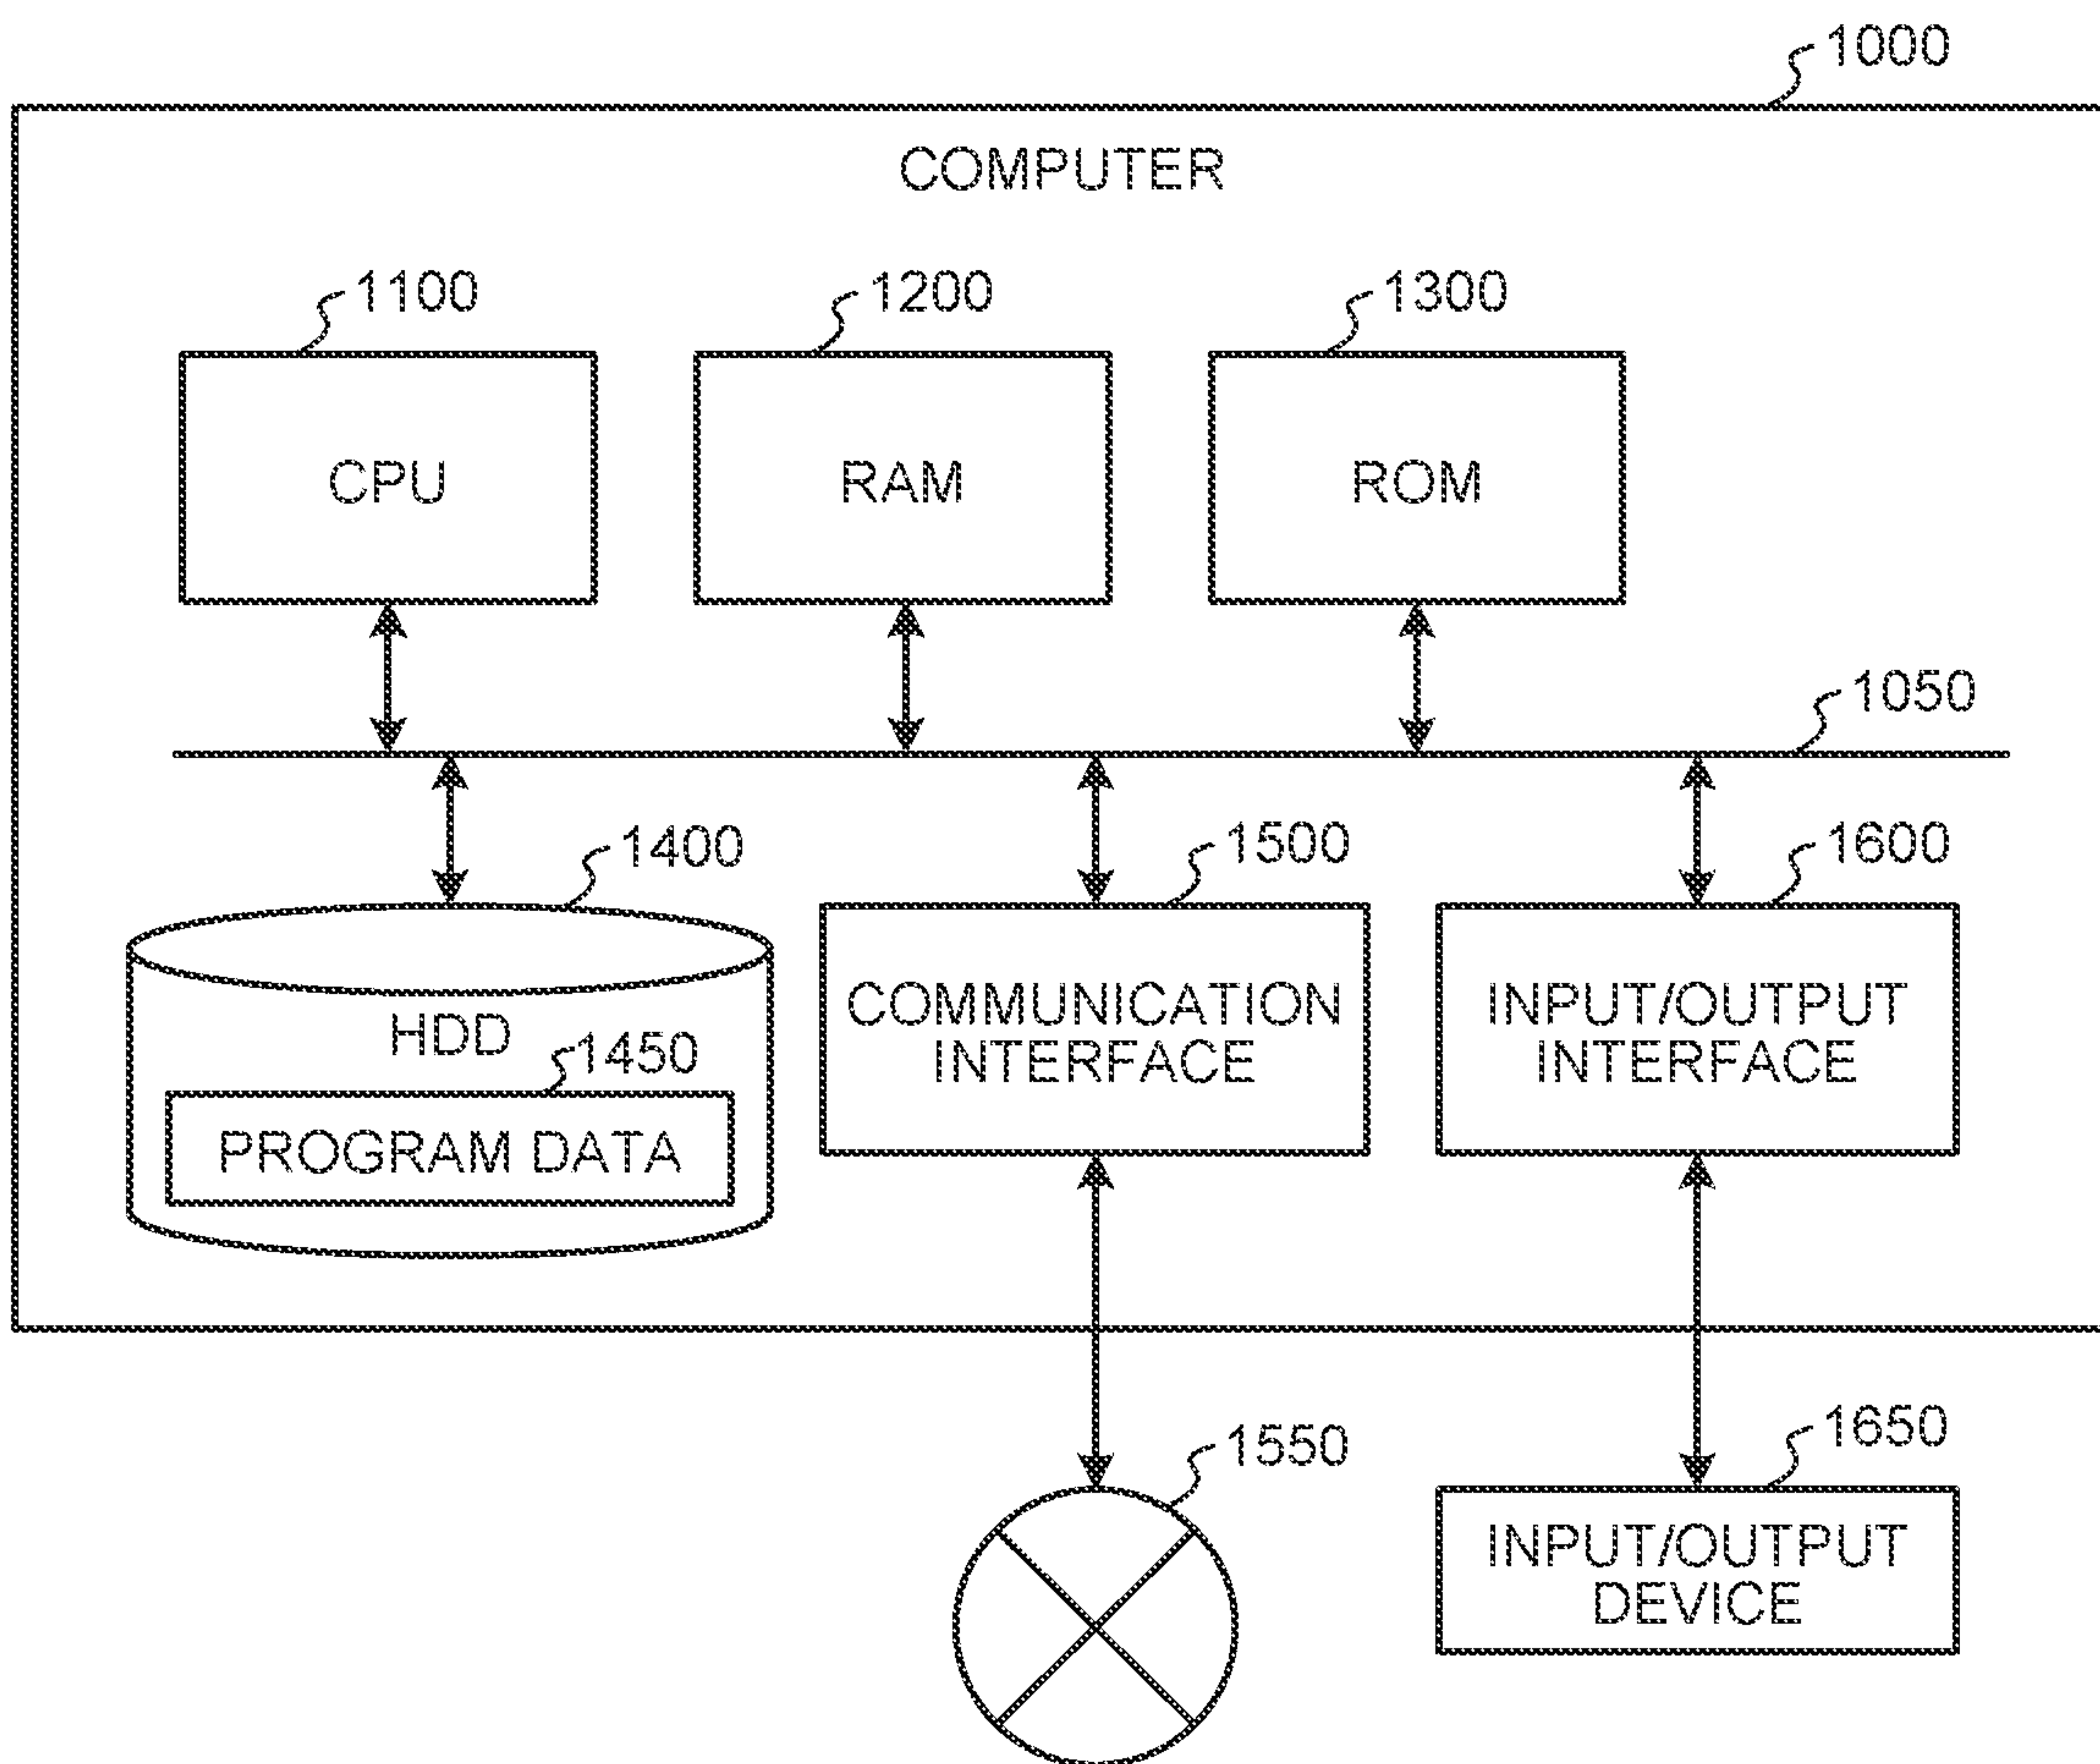 1000
COMPUTER
1100
1200
1300
CPU
RAM
ROM
1050
1400
1500
1600
HDD
1450
PROGRAM DATA
COMMUNICATION
INTERFACE
INPUT/OUTPUT
INTERFACE
1550
1650
INPUT/OUTPUT
DEVICE